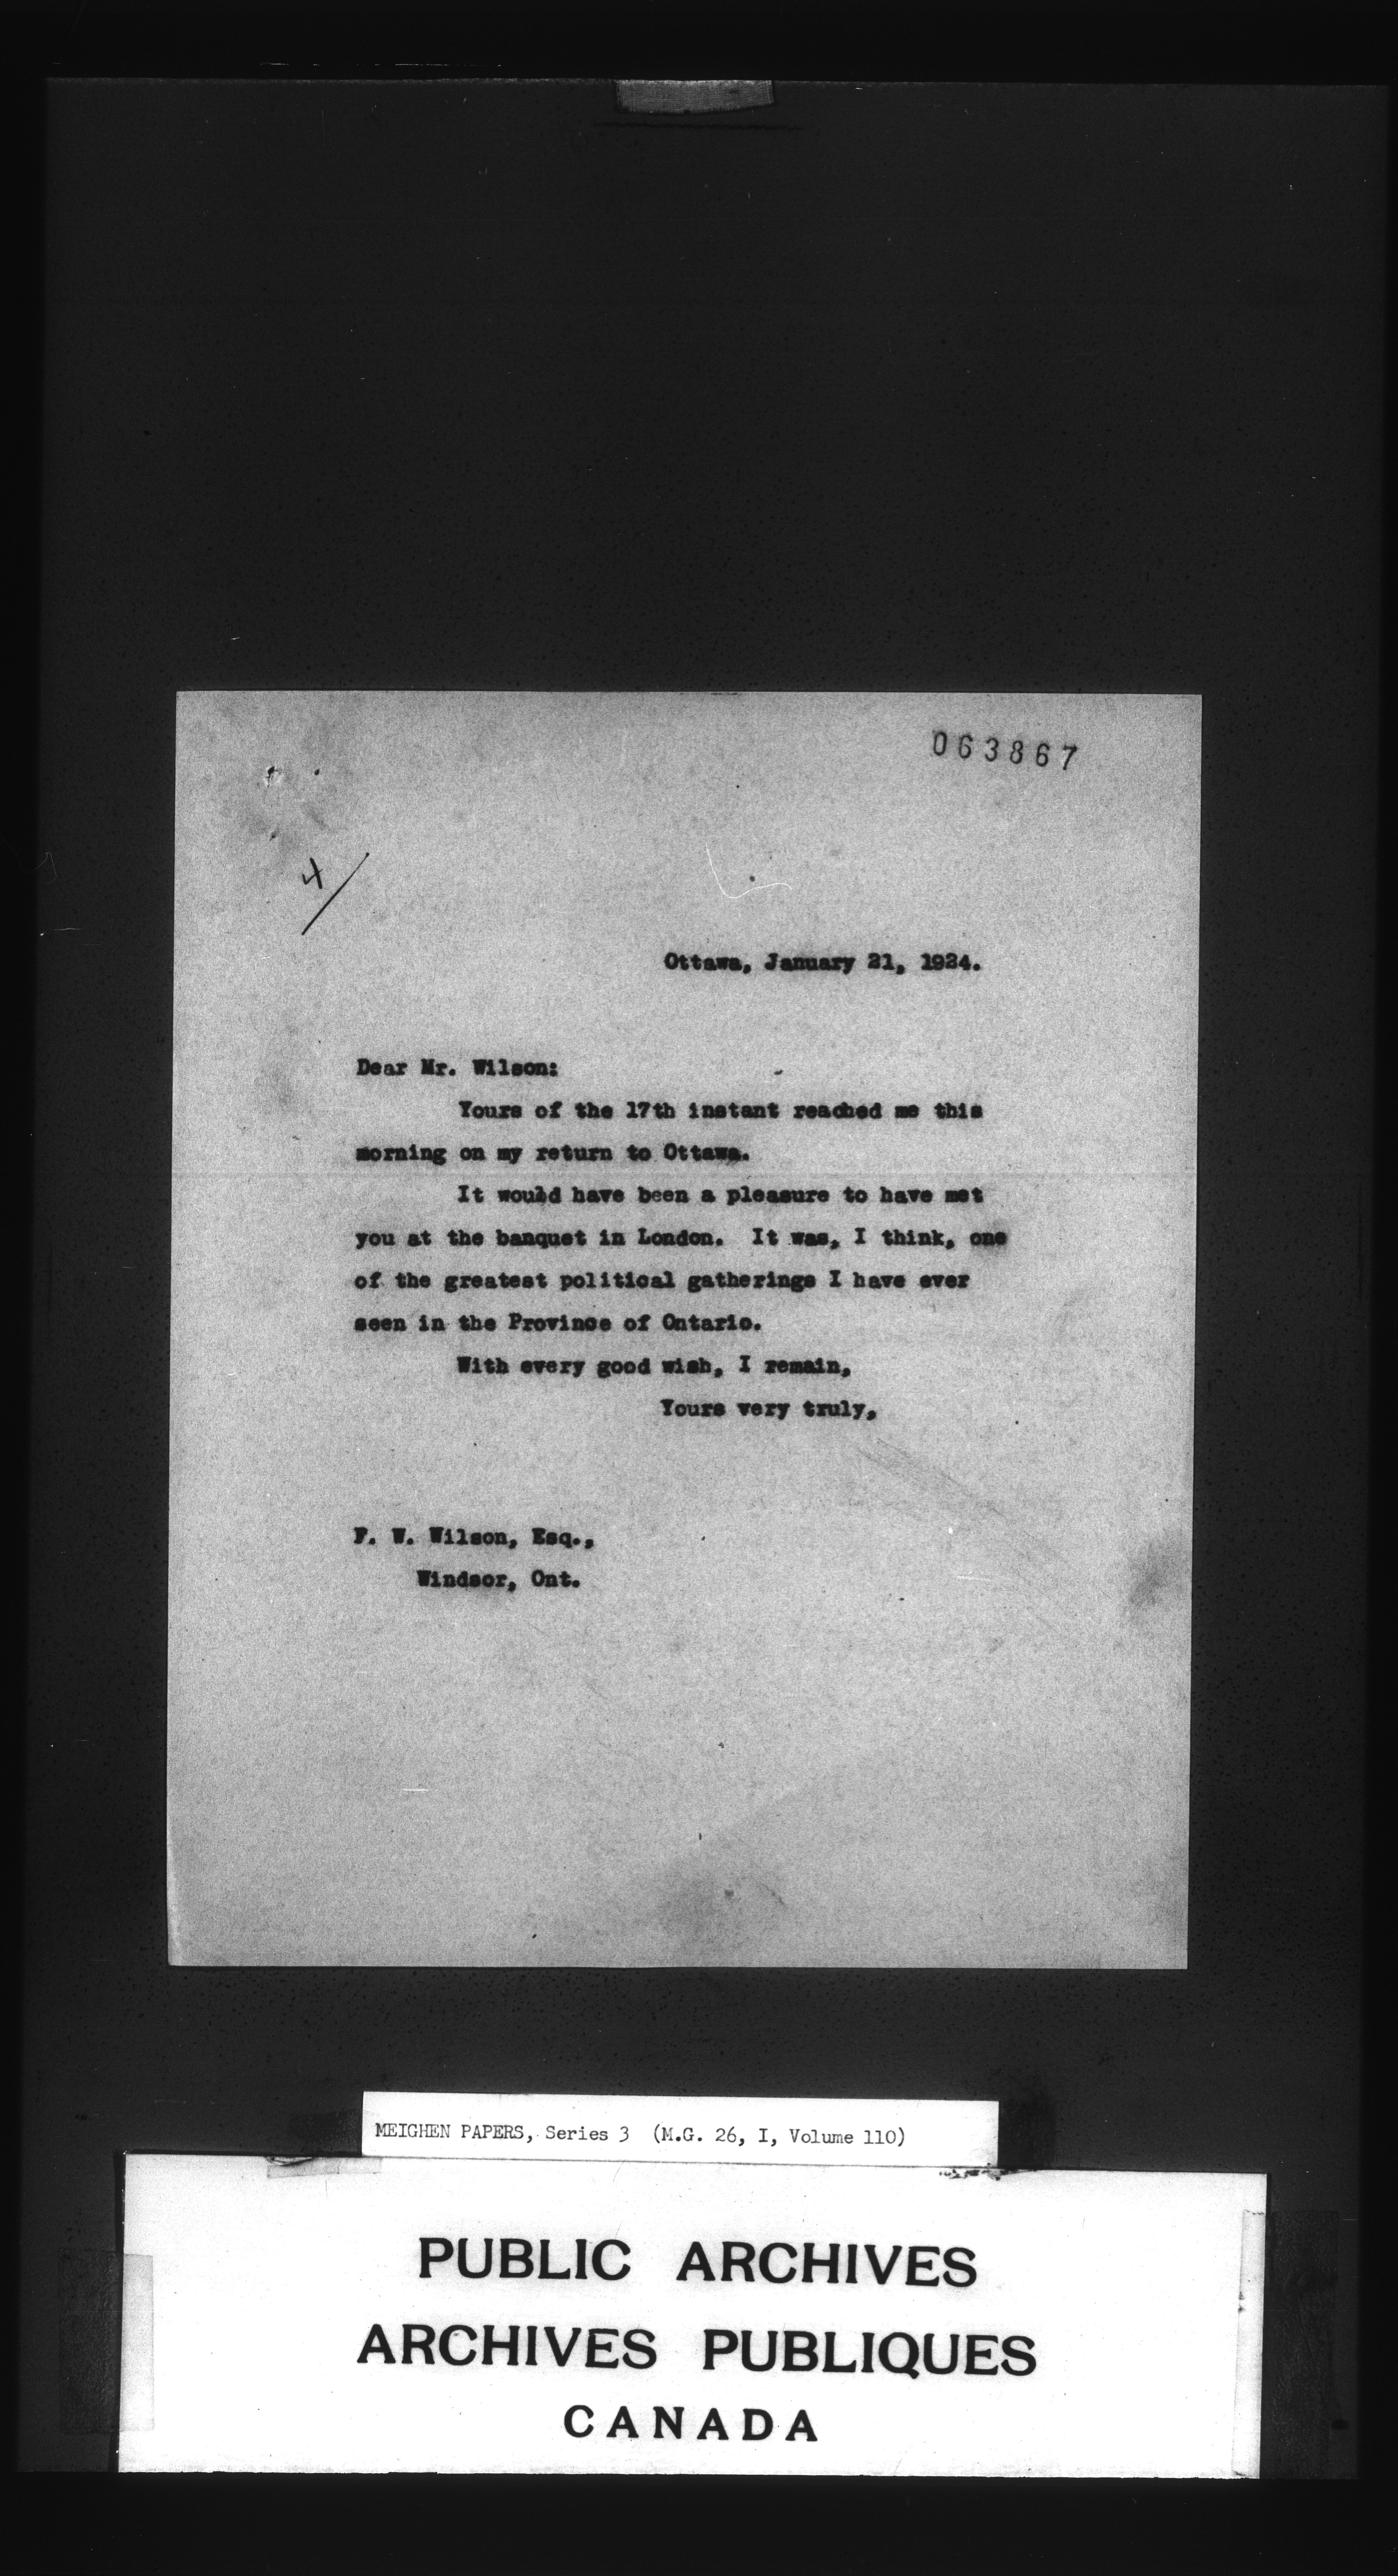 063867
4/
Ottawa, January 21, 1924.
Dear Mr. Wilson:
Yours of the 17th instant reached me this
morning on my return to Ottawa.
It would have been a pleasure to have met
you at the banquet in London. It was, I think, one
of the greatest political gatherings I have ever
seen in the Province of Ontario.
With every good wish, I remain,
Yours very truly,
F. W. Wilson, Esq.,
Windsor, Ont.
MEIGHEN PAPERS, Series 3 (M.G. 26, I, Volume 110)
PUBLIC ARCHIVES
ARCHIVES PUBLIQUES
CANADA